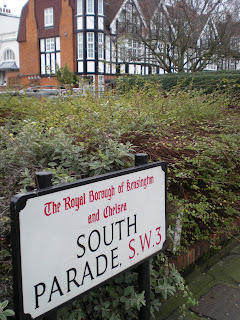 The Royal Borough of Kensington
and Chelsea
SOUTH
PARADE, S.W.3